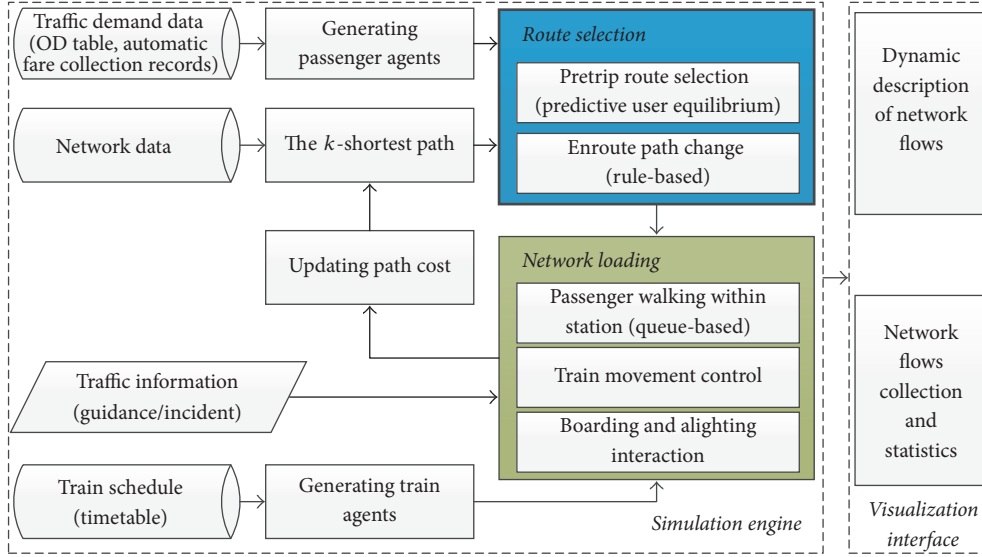 Traffic demand data
(OD table, automatic
fare collection records)
Generating
passenger agents
Route selection
Pretrip route selection
(predictive user equilibrium)
Enroute path change
(rule-based)
Network data
The k-shortest path
Updating path cost
Network loading
Passenger walking within
station (queue-based)
Train movement control
Boarding and alighting
interaction
Traffic information
(guidance/incident)
Train schedule
(timetable)
Generating train
agents
Simulation engine
Dynamic
description
of network
flows
Network
flows
collection
and
statistics
Visualization
interface